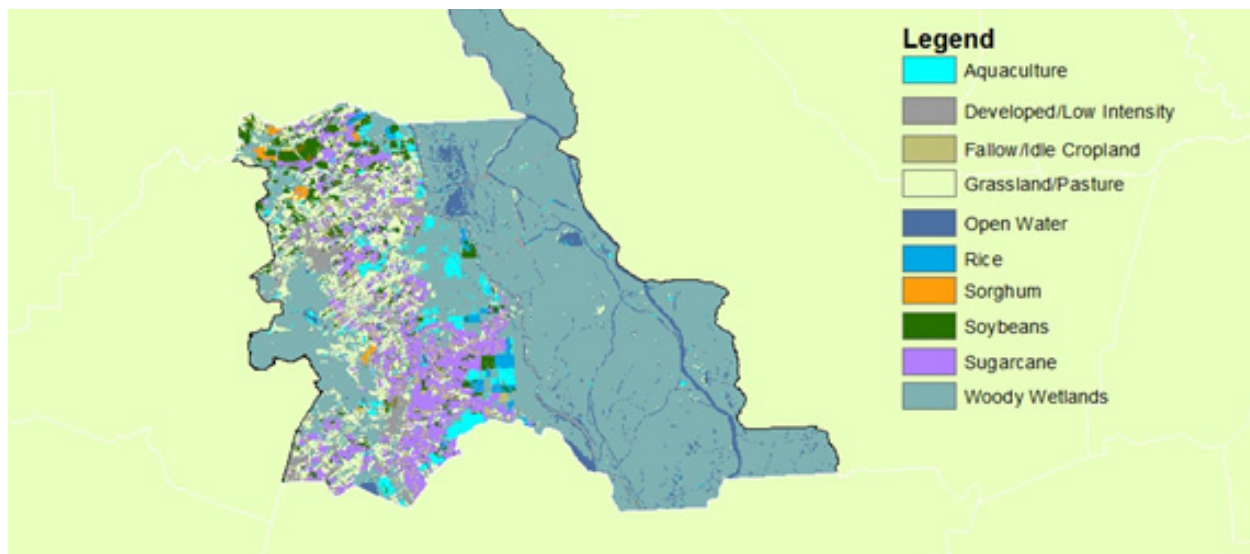 Legend
Aquaculture
Developed/Low Intensity
Fallow/Idle Cropland
Grassland/Pasture
Open Water
Rice
Sorghum
Soybeans
Sugarcane
Woody Wetlands